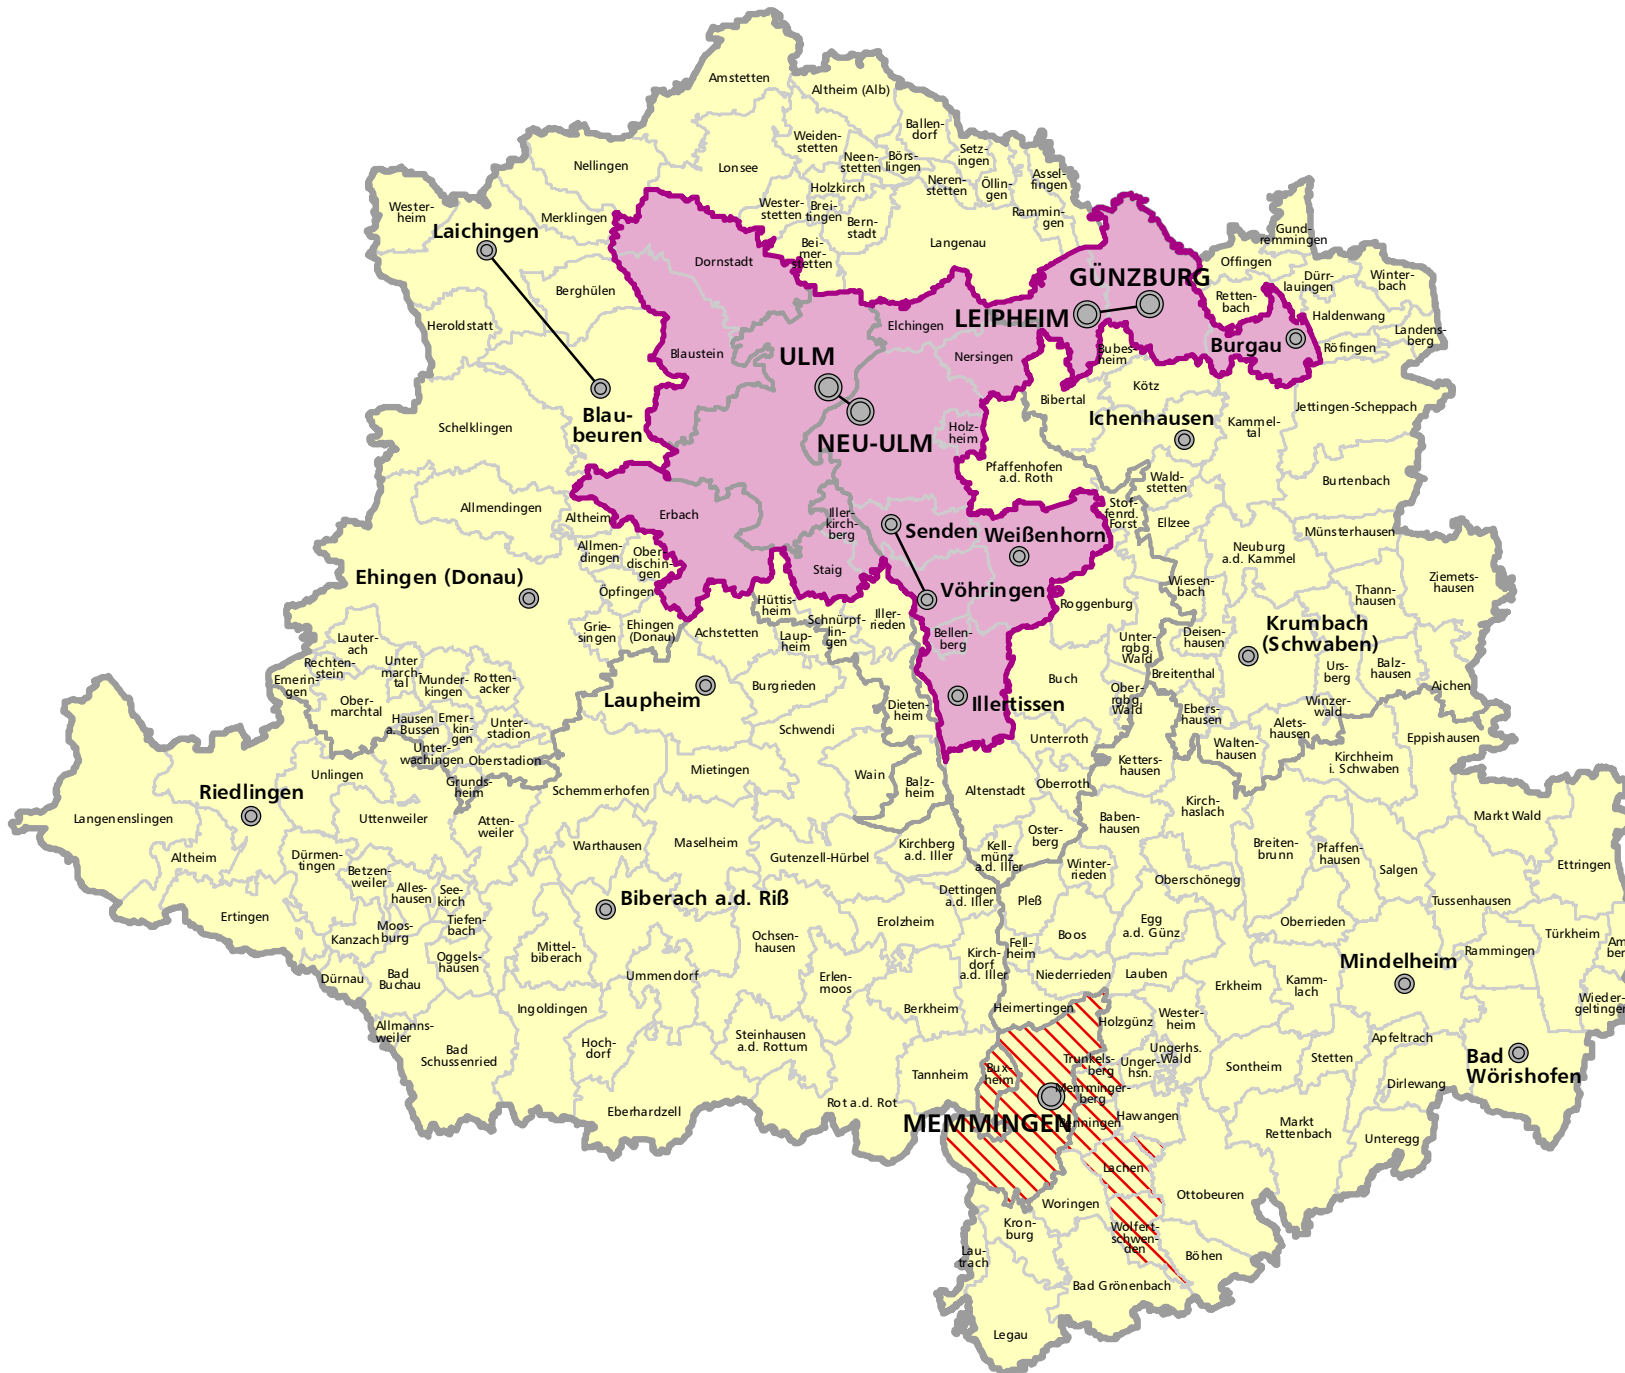 Amstetten
Altheim (Alb)
Ballen-
dorf
Weiden-
stetten
Setz-
ingen
Nellingen
Lonsee
Neen-
stetten
Börs-
lingen
Assel-
fingen
Neren-
stetten
Öllin-
gen
Holzkirch
Wester-
heim
Merklingen
Wester-
stetten
Brei-
tingen
Bern-
stadt
Rammin-
gen
Laichingen
Langenau
Gund-
remmingen
Bei-
mer-
stetten
Dornstadt
Offingen
GÜNZBURG
Dürr-
lauingen
Winter-
bach
Berghülen
Retten-
bach
Haldenwang
Heroldstatt
Elchingen
LEIPHEIM
Landens-
berg
Burgau
Röfingen
Blaustein
ULM
Nersingen
Bubes-
heim
Kötz
Bibertal
Jettingen-Scheppach
Blau-
beuren
Ichenhausen
Kammel-
tal
Schelklingen
NEU-ULM
Holz-
heim
Pfaffenhofen
a.d. Roth
Wald-
stetten
Burtenbach
Allmendingen
Altheim
Erbach
Iller-
kirch-
berg
Stof-
fenrd.
Forst
Ellzee
Senden
Weißenhorn
Münsterhausen
Allmen-
dingen
Ober-
dischin-
gen
Neuburg
a.d. Kammel
Staig
Ehingen (Donau)
Öpfingen
Vöhringen
Wiesen-
bach
Thann-
hausen
Ziemets-
hausen
Hüttis-
heim
Schnürpf-
lin-
gen
Iller-
rieden
Roggenburg
Grie-
singen
Ehingen
(Donau)
Achstetten
Laup-
heim
Bellen-
berg
Deisen-
hausen
Krumbach
(Schwaben)
Lauter-
ach
Unter-
rgbg.
Wald
Rechten-
stein
Unter
march-
tal
Munder-
kingen
Rotten-
acker
Emerin-
gen
Burgrieden
Buch
Breitenthal
Urs-
berg
Balz-
hausen
Aichen
Ober-
marchtal
Laupheim
Dieten-
heim
Illertissen
Ober-
rgbg.
Wald
Ebers-
hausen
Winzer-
wald
Hausen
a. Bussen
Emer-
kin-
gen
Unter-
stadion
Schwendi
Alets-
hausen
Eppishausen
Unter-
wachingen
Oberstadion
Unterroth
Walten-
hausen
Kirchheim
i. Schwaben
Unlingen
Grunds-
heim
Mietingen
Wain
Balz-
heim
Ketters-
hausen
Riedlingen
Schemmerhofen
Altenstadt
Oberroth
Kirch-
haslach
Langenenslingen
Uttenweiler
Atten-
weiler
Baben-
hausen
Markt Wald
Altheim
Dürmen-
tingen
Warthausen
Maselheim
Gutenzell-Hürbel
Kirchberg
a.d. Iller
Kell-
münz
a.d. Iller
Oster-
berg
Breiten-
brunn
Pfaffen-
hausen
Betzen-
weiler
Winter-
rieden
Salgen
Ettringen
Alles-
hausen
See-
kirch
Oberschönegg
Biberach a.d. Riß
Dettingen
a.d. Iller
Pleß
Tussenhausen
Ertingen
Moos-
burg
Tiefen-
bach
Erolzheim
Egg
a.d. Günz
Oberrieden
Kanzach
Ochsen-
hausen
Boos
Türkheim
Mittel-
biberach
Fell-
heim
Rammingen
Am
ber
Oggels-
hausen
Kirch-
dorf
a.d. Iller
Mindelheim
Dürnau
Bad
Buchau
Ummendorf
Erlen-
moos
Niederrieden
Lauben
Erkheim
Kamm-
lach
Ingoldingen
Berkheim
Heimertingen
Wieder-
geltingen
Allmanns-
weiler
Holzgünz
Wester-
heim
Steinhausen
a.d. Rottum
Hoch-
dorf
Apfeltrach
Bad
Schussenried
Trunkels-
berg
Unger-
hsn.
Ungerhs.
Wald
Stetten
Bad
Wörishofen
Tannheim
Bux-
heim
Sontheim
Dirlewang
Memminger-
berg
Eberhardzell
Rot a.d. Rot
MEMMINGEN
Benningen
Hawangen
Markt
Rettenbach
Unteregg
Lachen
Ottobeuren
Woringen
Kron-
burg
Wolfert-
schwen-
den
Lau-
trach
Böhen
Bad Grönenbach
Legau